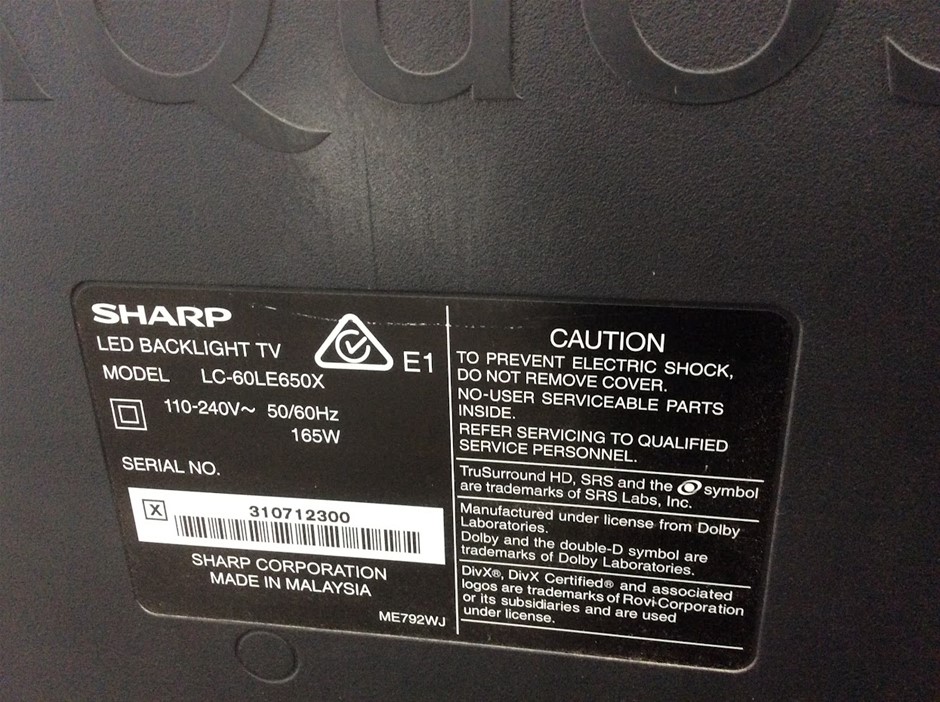 AQUOS
SHARP
LED BACKLIGHT TV
E1
MODEL LC-60LE650X
110-240V~ 50/60Hz
165W
SERIAL NO.
X 310712300
SHARP CORPORATION
MADE IN MALAYSIA
ME792WJ
CAUTION
TO PREVENT ELECTRIC SHOCK,
DO NOT REMOVE COVER.
NO-USER SERVICEABLE PARTS
INSIDE.
REFER SERVICING TO QUALIFIED
SERVICE PERSONNEL.
TruSurround HD, SRS and the symbol
are trademarks of SRS Labs, Inc.
Manufactured under license from Dolby
Laboratories.
Dolby and the double-D symbol are
trademarks of Dolby Laboratories.
DivX®, DivX Certified® and associated
logos are trademarks of Rovi Corporation
or its subsidiaries and are used
under license.